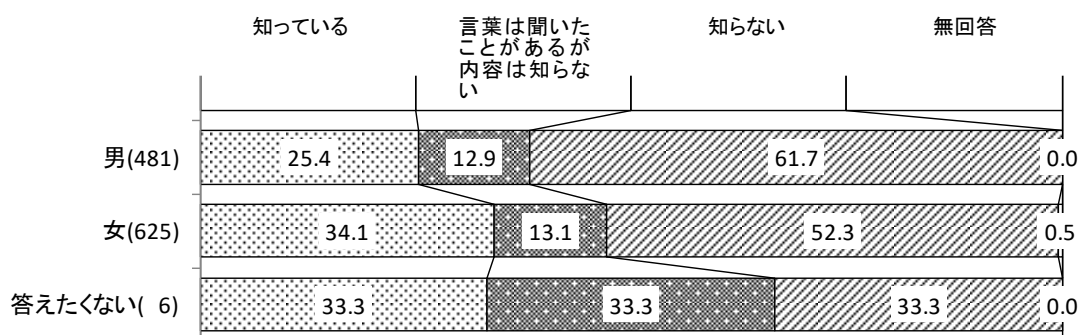 知っている
言葉は聞いた
ことがあるが
内容は知らな
い
知らない
無回答
男(481) 25.4 12.9 61.7 0.0
女(625) 34.1 13.1 52.3 0.5
答えたくない( 6) 33.3 33.3 33.3 0.0